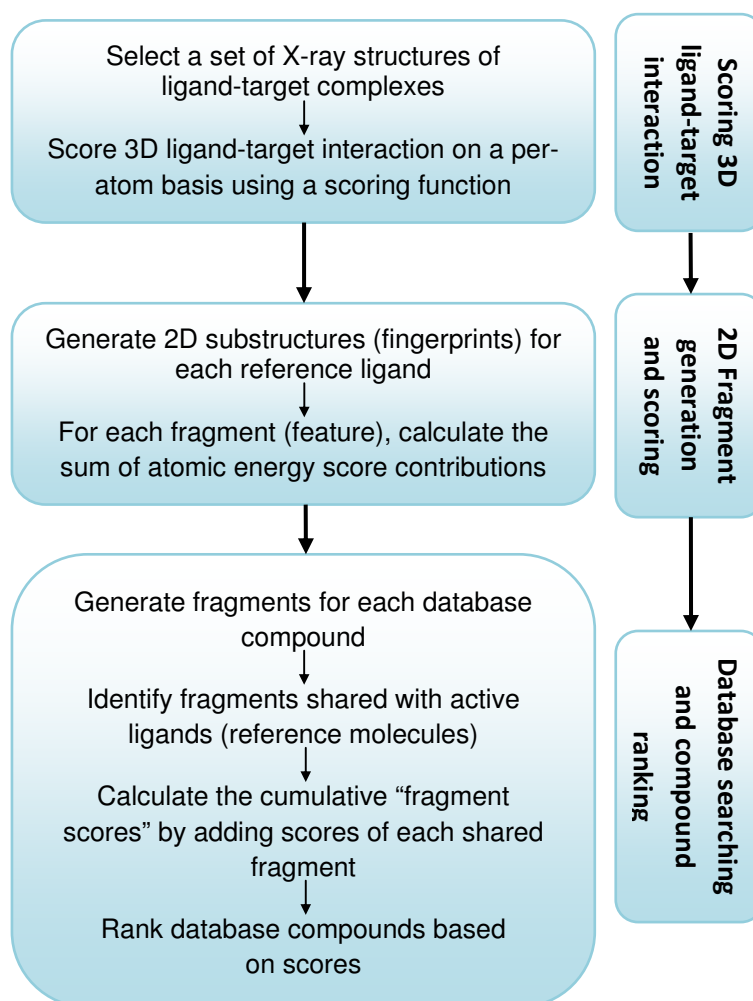 Select a set of X-ray structures of
ligand-target complexes
Score 3D ligand-target interaction on a per-
atom basis using a scoring function
Scoring 3D
ligand-target
interaction
Generate 2D substructures (fingerprints) for
each reference ligand
For each fragment (feature), calculate the
sum of atomic energy score contributions
2D Fragment
generation
and scoring
Generate fragments for each database
compound
Identify fragments shared with active
ligands (reference molecules)
Calculate the cumulative “fragment
scores” by adding scores of each shared
fragment
Rank database compounds based
on scores
Database searching
and compound
ranking